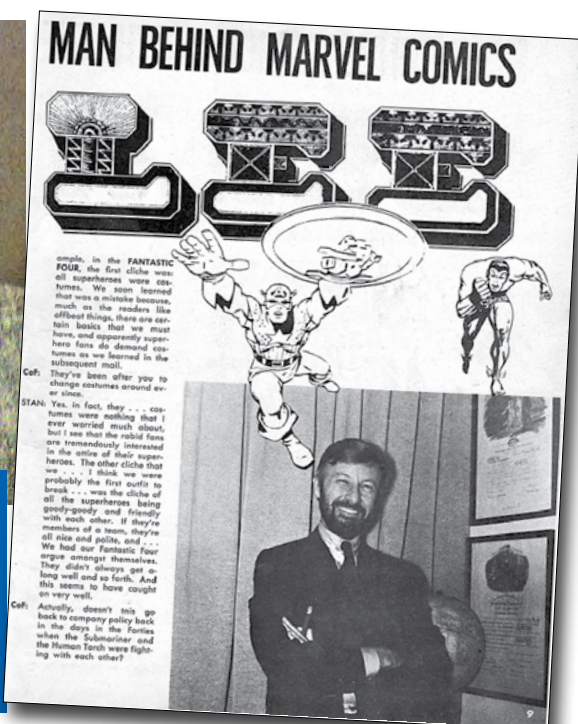 MAN BEHIND MARVEL COMICS
LEE
ample, in the FANTASTIC
FOUR, the first cliche was:
all superheroes wore cos-
tumes. We soon learned
that was a mistake because,
much as the readers like
offbeat things, there are cer-
tain basics that we must
have, and apparently super-
hero fans do demand cos-
tumes as we learned in the
subsequent mail.
CoF: They've been after you to
change costumes around ev-
er since.
STAN: Yes. in fact, they . . . cos-
tumes were nothing that I
ever worried much about,
but I see that the rabid fans
are tremendously interested
in the attire of their super-
heroes. The other cliche that
we . . . I think we were
probably the first outfit to
break . . . was the cliche of
all the superheroes being
goody-goody and friendly
with each other. If they're
members of a team, they're
all nice and polite, and . . .
We had our Fantastic Four
argue amongst themselves.
They didn't always get a-
long well and so forth. And
this seems to have caught
on very well.
CoF: Actually, doesn't tnis go
back to company policy back
in the days in the Forties
when the Submariner and
the Human Torch were fight-
ing with each other?
9